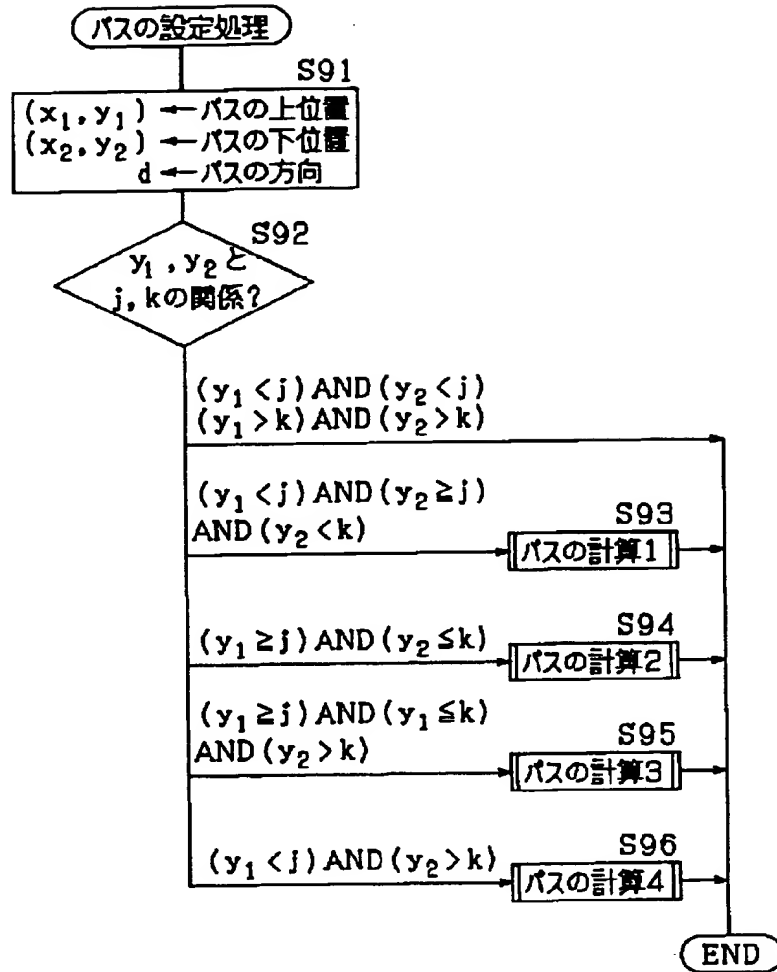 パスの設定処理
S91
(x₁, y₁) ← パスの上位置
(x₂, y₂) ← パスの下位置
d ← パスの方向
S92
y₁, y₂と
j, kの関係?
(y₁<j) AND (y₂<j)
(y₁>k) AND (y₂>k)
(y₁<j) AND (y₂≧j)
AND (y₂<k)
S93
パスの計算1
(y₁≧j) AND (y₂≦k)
S94
パスの計算2
(y₁≧j) AND (y₁≦k)
AND (y₂>k)
S95
パスの計算3
(y₁<j) AND (y₂>k)
S96
パスの計算4
END